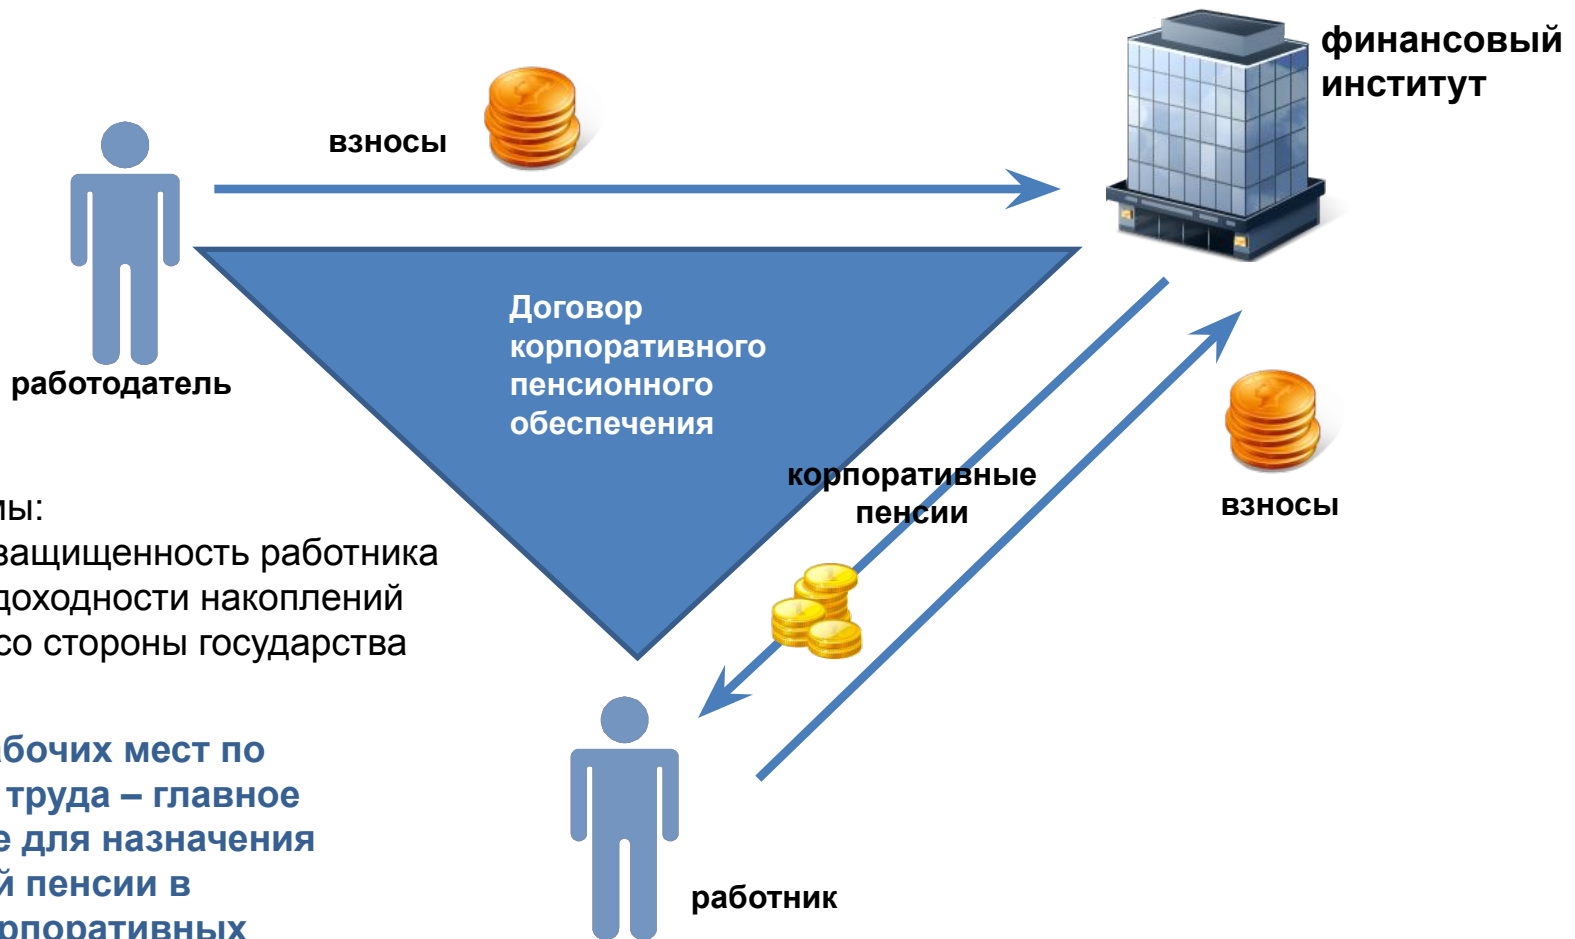 финансовый
институт
взносы
Договор
корпоративного
пенсионного
обеспечения
работодатель
корпоративные
пенсии
взносы
защищенность работника
доходности накоплений
со стороны государства
мест по
труда – главное
для назначения
пенсии в
работник